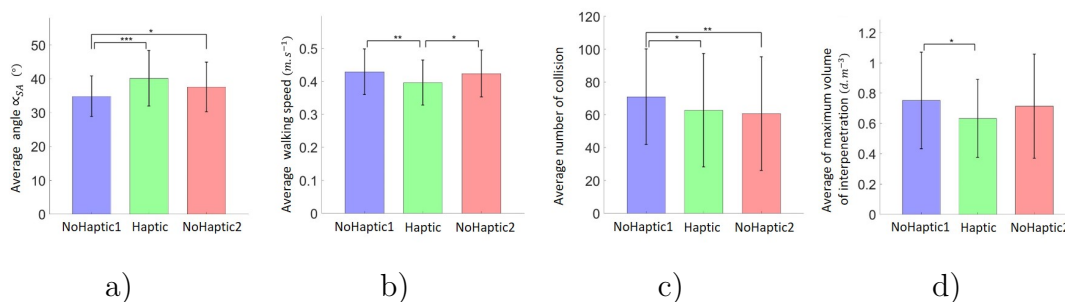 Average angle ∝SA (°)
60
50
40
30
20
10
0
***
*
NoHaptic1 Haptic NoHaptic2
a)
Average walking speed (m.s⁻¹)
0.5
0.4
0.3
0.2
0.1
0
**
*
NoHaptic1 Haptic NoHaptic2
b)
Average number of collision
120
100
80
60
40
20
0
**
*
NoHaptic1 Haptic NoHaptic2
c)
Average of maximum volume
of interpenetration (d.m⁻³)
1.2
1
0.8
0.6
0.4
0.2
0
*
NoHaptic1 Haptic NoHaptic2
d)